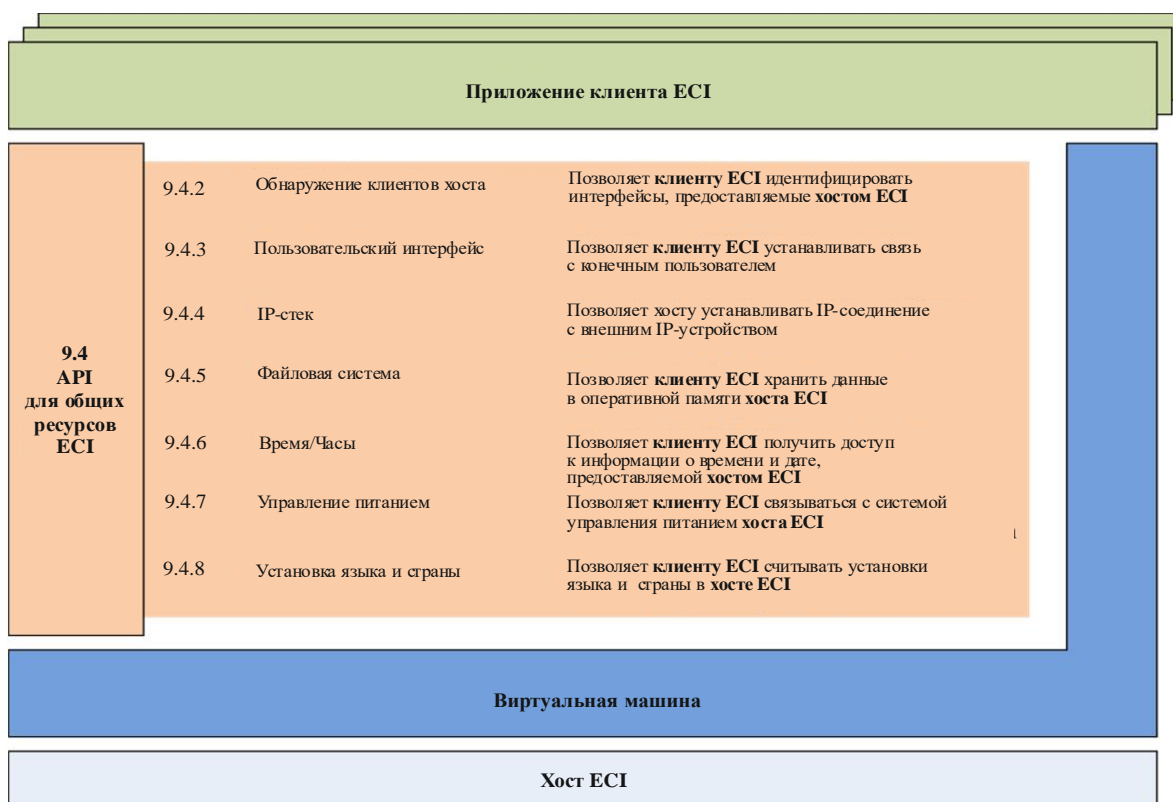 Приложение клиента ECI
9.4
API
для общих
ресурсов
ECI
9.4.2 Обнаружение клиентов хоста Позволяет клиенту ECI идентифицировать
интерфейсы, предоставляемые хостом ECI
9.4.3 Пользовательский интерфейс Позволяет клиенту ECI устанавливать связь
с конечным пользователем
9.4.4 IP-стек Позволяет хосту устанавливать IP-соединение
с внешним IP-устройством
9.4.5 Файловая система Позволяет клиенту ECI хранить данные
в оперативной памяти хоста ECI
9.4.6 Время/Часы Позволяет клиенту ECI получить доступ
к информации о времени и дате,
предоставляемой хостом ECI
9.4.7 Управление питанием Позволяет клиенту ECI связываться с системой
управления питанием хоста ECI
9.4.8 Установка языка и страны Позволяет клиенту ECI считывать установки
языка и страны в хосте ECI
Виртуальная машина
Хост ECI